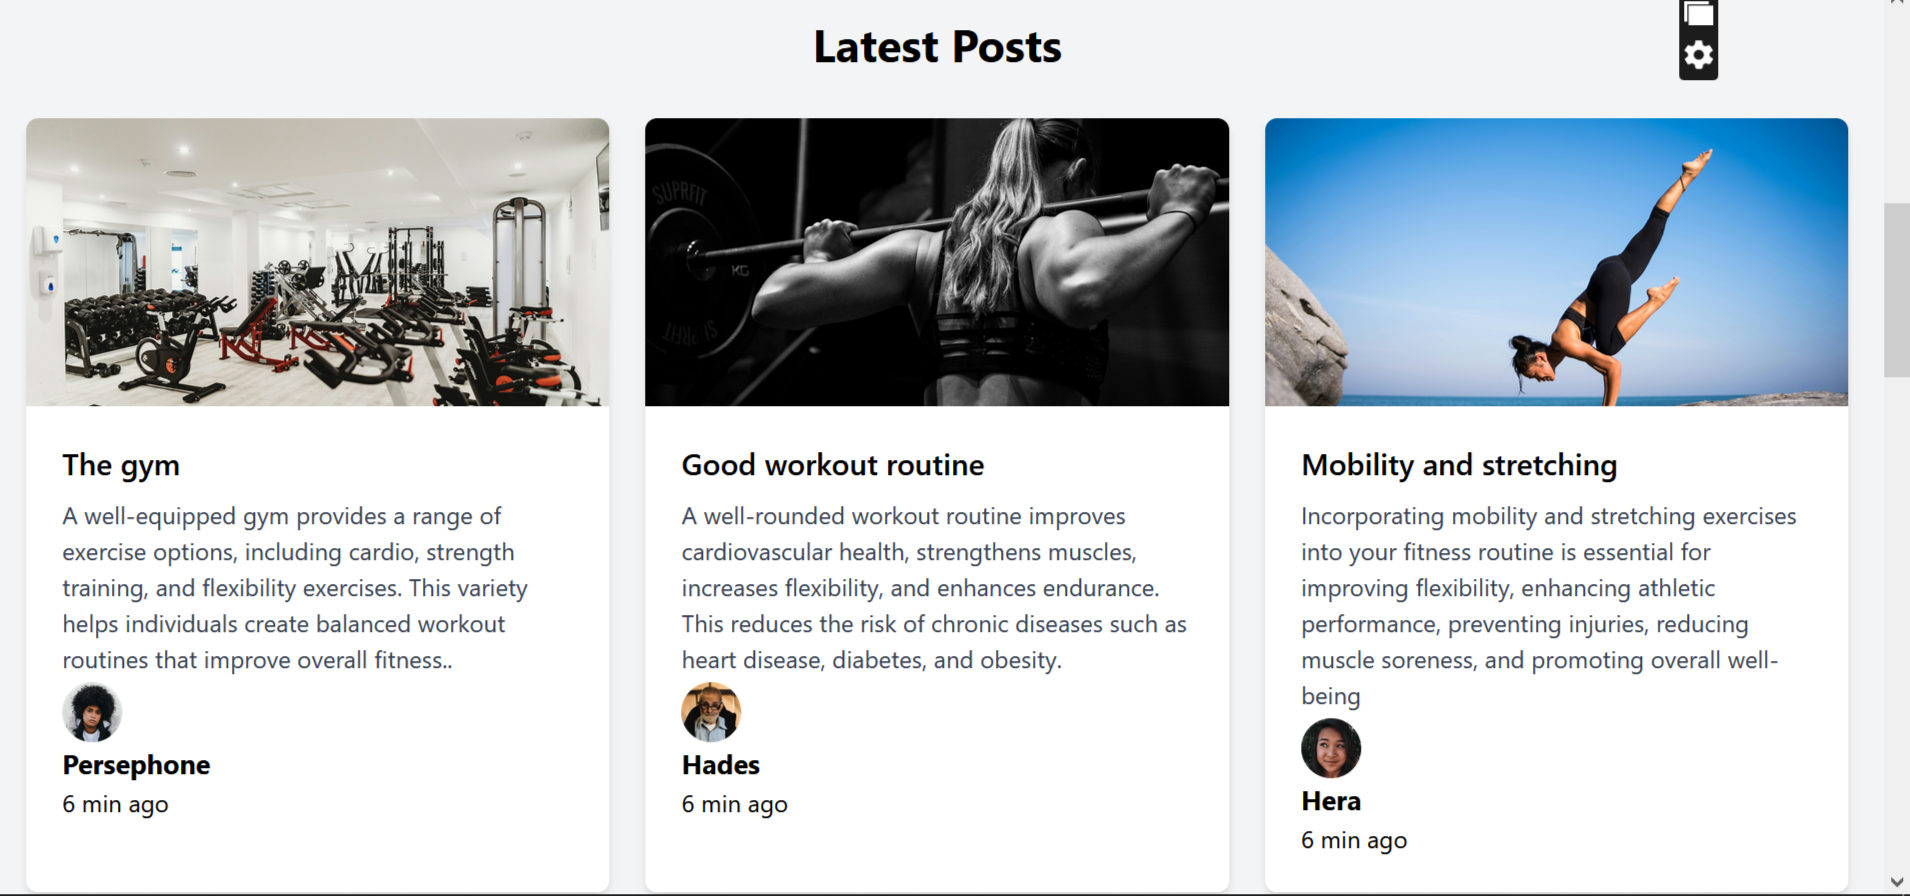 Latest Posts
SUPRFIT
KG
The gym
A well-equipped gym provides a range of
exercise options, including cardio, strength
training, and flexibility exercises. This variety
helps individuals create balanced workout
routines that improve overall fitness..
Persephone
6 min ago
Good workout routine
A well-rounded workout routine improves
cardiovascular health, strengthens muscles,
increases flexibility, and enhances endurance.
This reduces the risk of chronic diseases such as
heart disease, diabetes, and obesity.
Hades
6 min ago
Mobility and stretching
Incorporating mobility and stretching exercises
into your fitness routine is essential for
improving flexibility, enhancing athletic
performance, preventing injuries, reducing
muscle soreness, and promoting overall well-
being
Hera
6 min ago